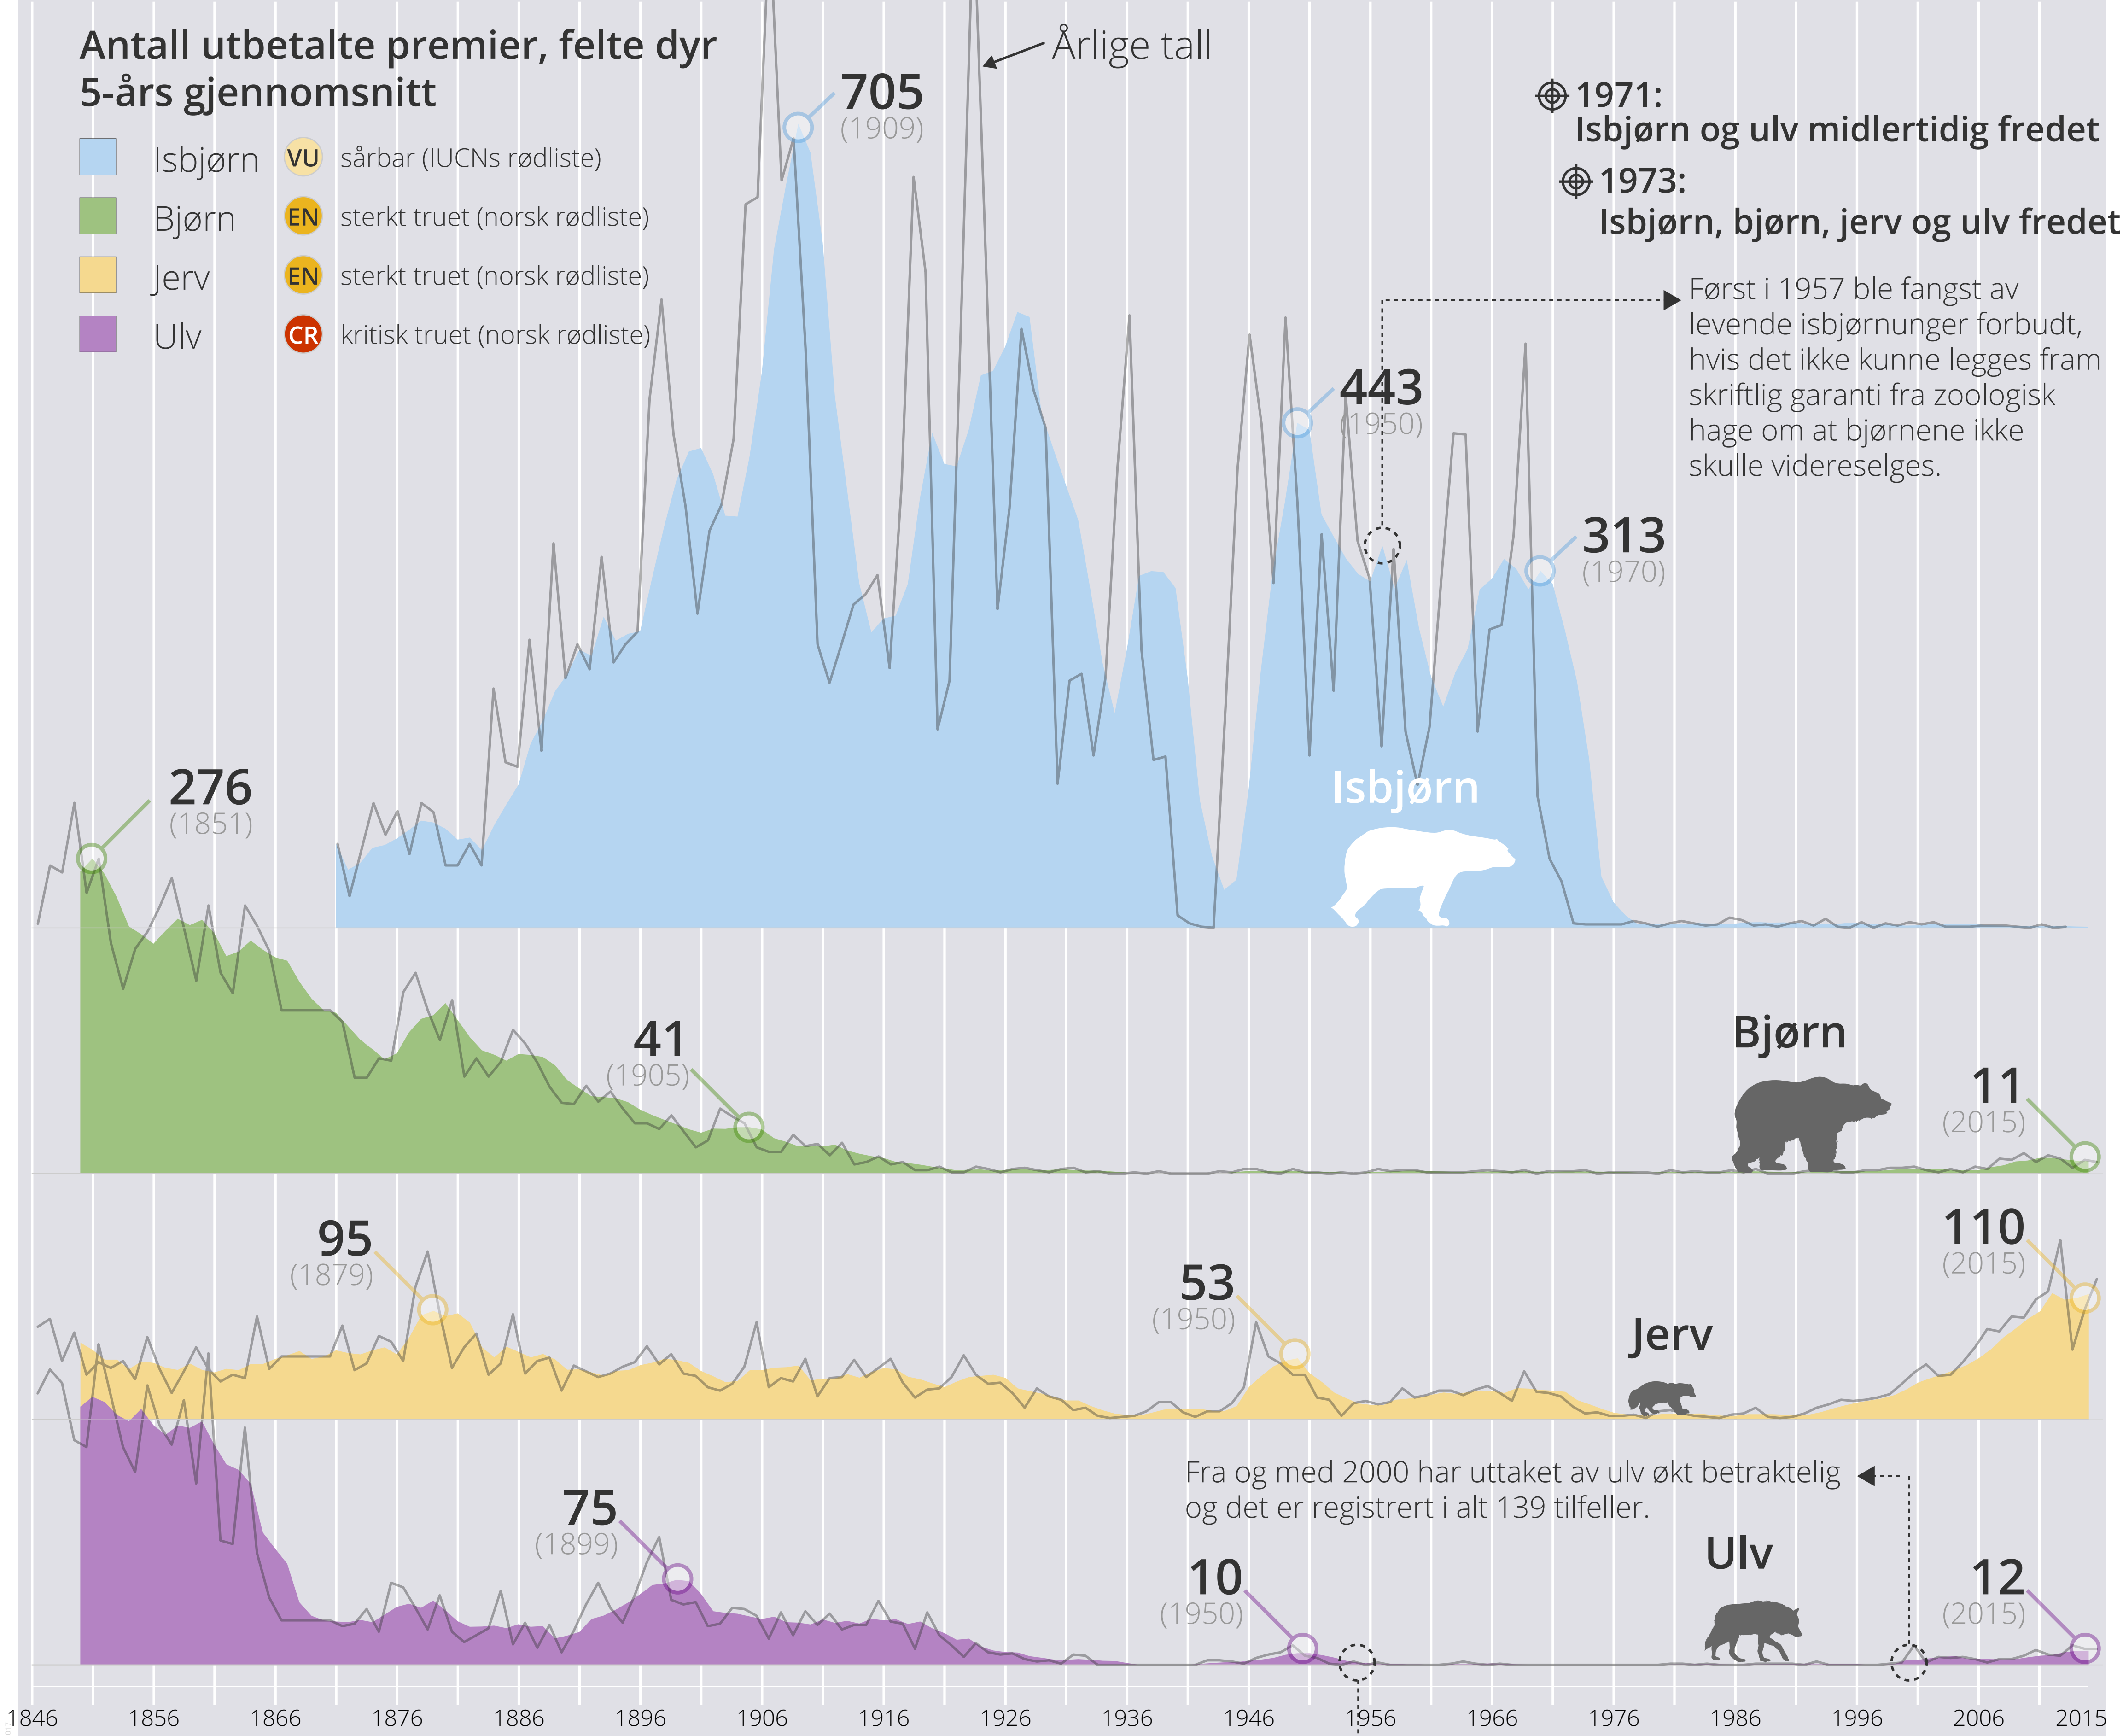 Antall utbetalte premier, felte dyr
5-års gjennomsnitt
Isbjørn VU sårbar (IUCNs rødliste)
Bjørn EN sterkt truet (norsk rødliste)
Jerv EN sterkt truet (norsk rødliste)
Ulv CR kritisk truet (norsk rødliste)
Årlige tall
705
(1909)
1971:
Isbjørn og ulv midlertidig fredet
1973:
Isbjørn, bjørn, jerv og ulv fredet
Først i 1957 ble fangst av
levende isbjørnunger forbudt,
hvis det ikke kunne legges fram
skriftlig garanti fra zoologisk
hage om at bjørnene ikke
skulle videreselges.
443
(1950)
313
(1970)
Isbjørn
276
(1851)
41
(1905)
Bjørn
11
(2015)
95
(1879)
53
(1950)
Jerv
110
(2015)
Fra og med 2000 har uttaket av ulv økt betraktelig
og det er registrert i alt 139 tilfeller.
75
(1899)
10
(1950)
Ulv
12
(2015)
1846 1856 1866 1876 1886 1896 1906 1916 1926 1936 1946 1956 1966 1976 1986 1996 2006 2015